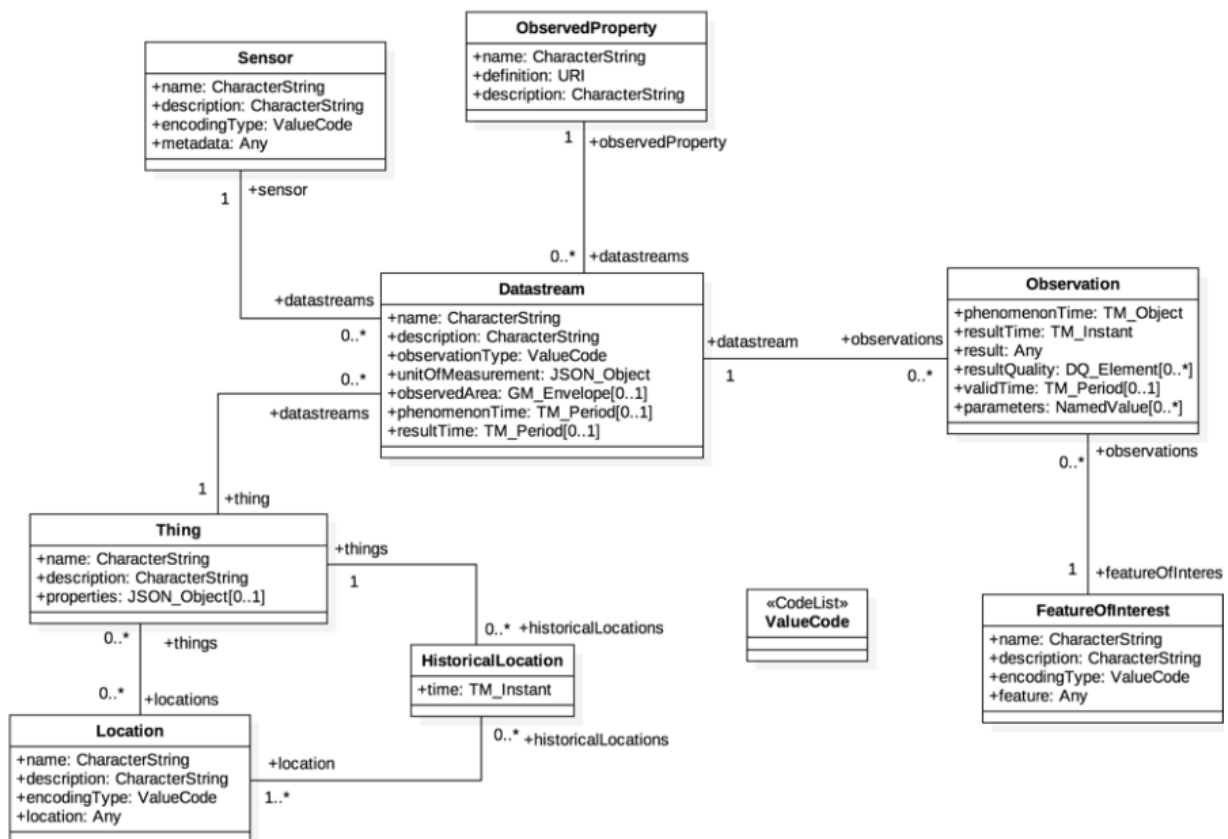 ObservedProperty
+name: CharacterString
+definition: URI
+description: CharacterString
Sensor
+name: CharacterString
+description: CharacterString
+encodingType: ValueCode
+metadata: Any
1
+observedProperty
1
+sensor
0..*
+datastreams
+datastreams
0..*
Datastream
+name: CharacterString
+description: CharacterString
+observationType: ValueCode
+unitOfMeasurement: JSON_Object
+observedArea: GM_Envelope[0..1]
+phenomenonTime: TM_Period[0..1]
+resultTime: TM_Period[0..1]
+datastream
1
+observations
0..*
Observation
+phenomenonTime: TM_Object
+resultTime: TM_Instant
+result: Any
+resultQuality: DQ_Element[0..*]
+validTime: TM_Period[0..1]
+parameters: NamedValue[0..*]
0..*
+datastreams
0..*
+observations
1
+thing
Thing
+name: CharacterString
+description: CharacterString
+properties: JSON_Object[0..1]
+things
1
1
+featureOfInteres
«CodeList»
ValueCode
FeatureOfInterest
+name: CharacterString
+description: CharacterString
+encodingType: ValueCode
+feature: Any
0..*
+things
0..*
+historicalLocations
HistoricalLocation
+time: TM_Instant
0..*
+locations
0..*
+historicalLocations
Location
+name: CharacterString
+description: CharacterString
+encodingType: ValueCode
+location: Any
+location
1..*